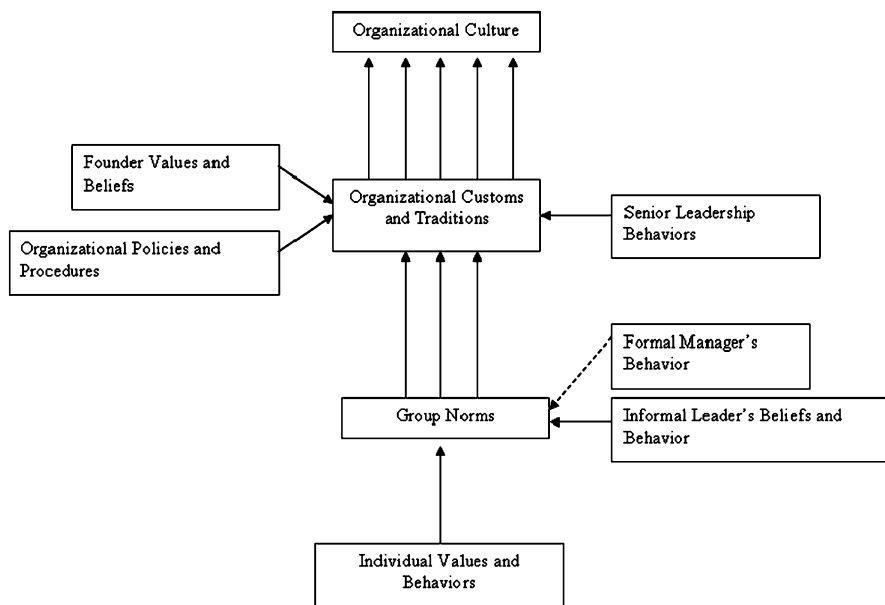 Organizational Culture
Founder Values and
Beliefs
Organizational Customs
and Traditions
Senior Leadership
Behaviors
Organizational Policies and
Procedures
Formal Manager’s
Behavior
Group Norms
Informal Leader’s Beliefs and
Behavior
Individual Values and
Behaviors